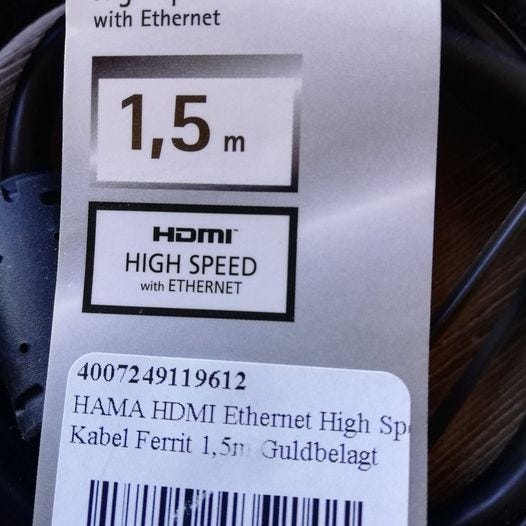 with Ethernet
1,5 m
HDMI
HIGH SPEED
with ETHERNET
4007249119612
HAMA HDMI Ethernet High Spe
Kabel Ferrit 1,5m Guldbelagt